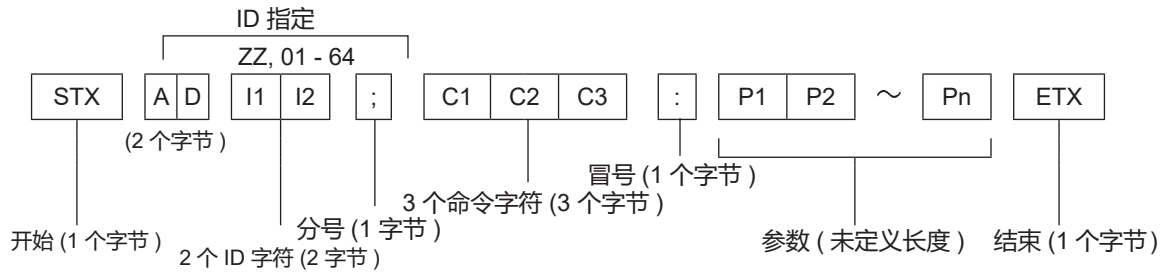 ID 指定
ZZ, 01 - 64
STX A D I1 I2 ; C1 C2 C3 : P1 P2 ～ Pn ETX
(2 个字节 )
冒号 (1 个字节 )
3 个命令字符 (3 个字节 )
分号 (1 字节 )
开始 (1 个字节 )
2 个 ID 字符 (2 字节 )
参数 ( 未定义长度 )
结束 (1 个字节 )